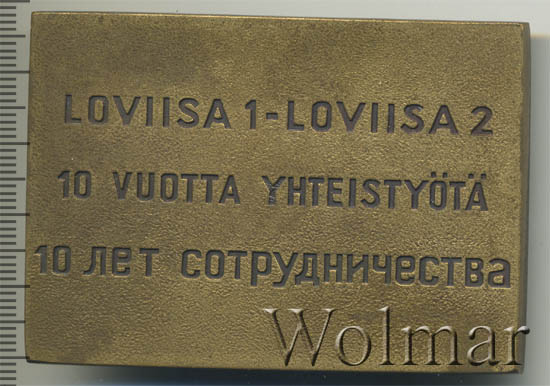 LOVIISA 1-LOVIISA 2
10 VUOTTA YHTEISTYÖTÄ
10 лет сотрудничества
Wolmar